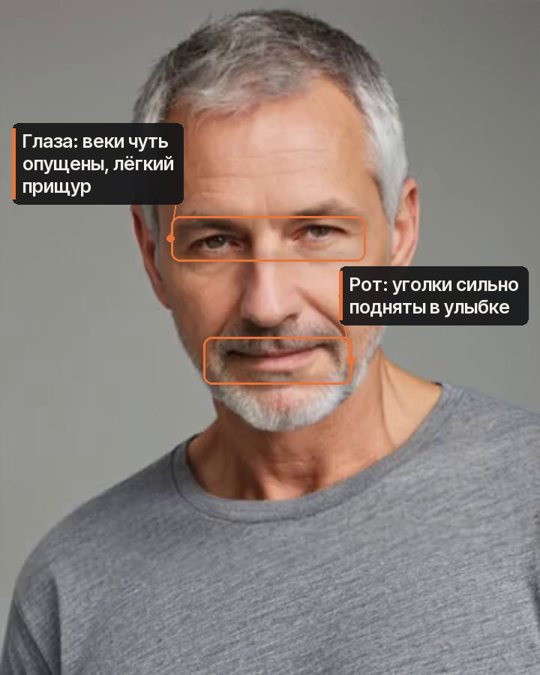 Глаза: веки чуть
опущены, лёгкий
прищур
Рот: уголки сильно
подняты в улыбке